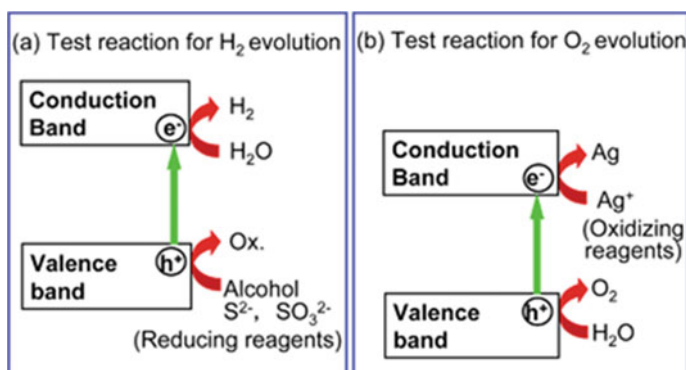 (a) Test reaction for H₂ evolution
Conduction
Band
e⁻
H₂
H₂O
Valence
band
h⁺
Ox.
Alcohol
S²⁻, SO₃²⁻
(Reducing reagents)
(b) Test reaction for O₂ evolution
Conduction
Band
e⁻
Ag
Ag⁺
(Oxidizing
reagents)
Valence
band
h⁺
O₂
H₂O